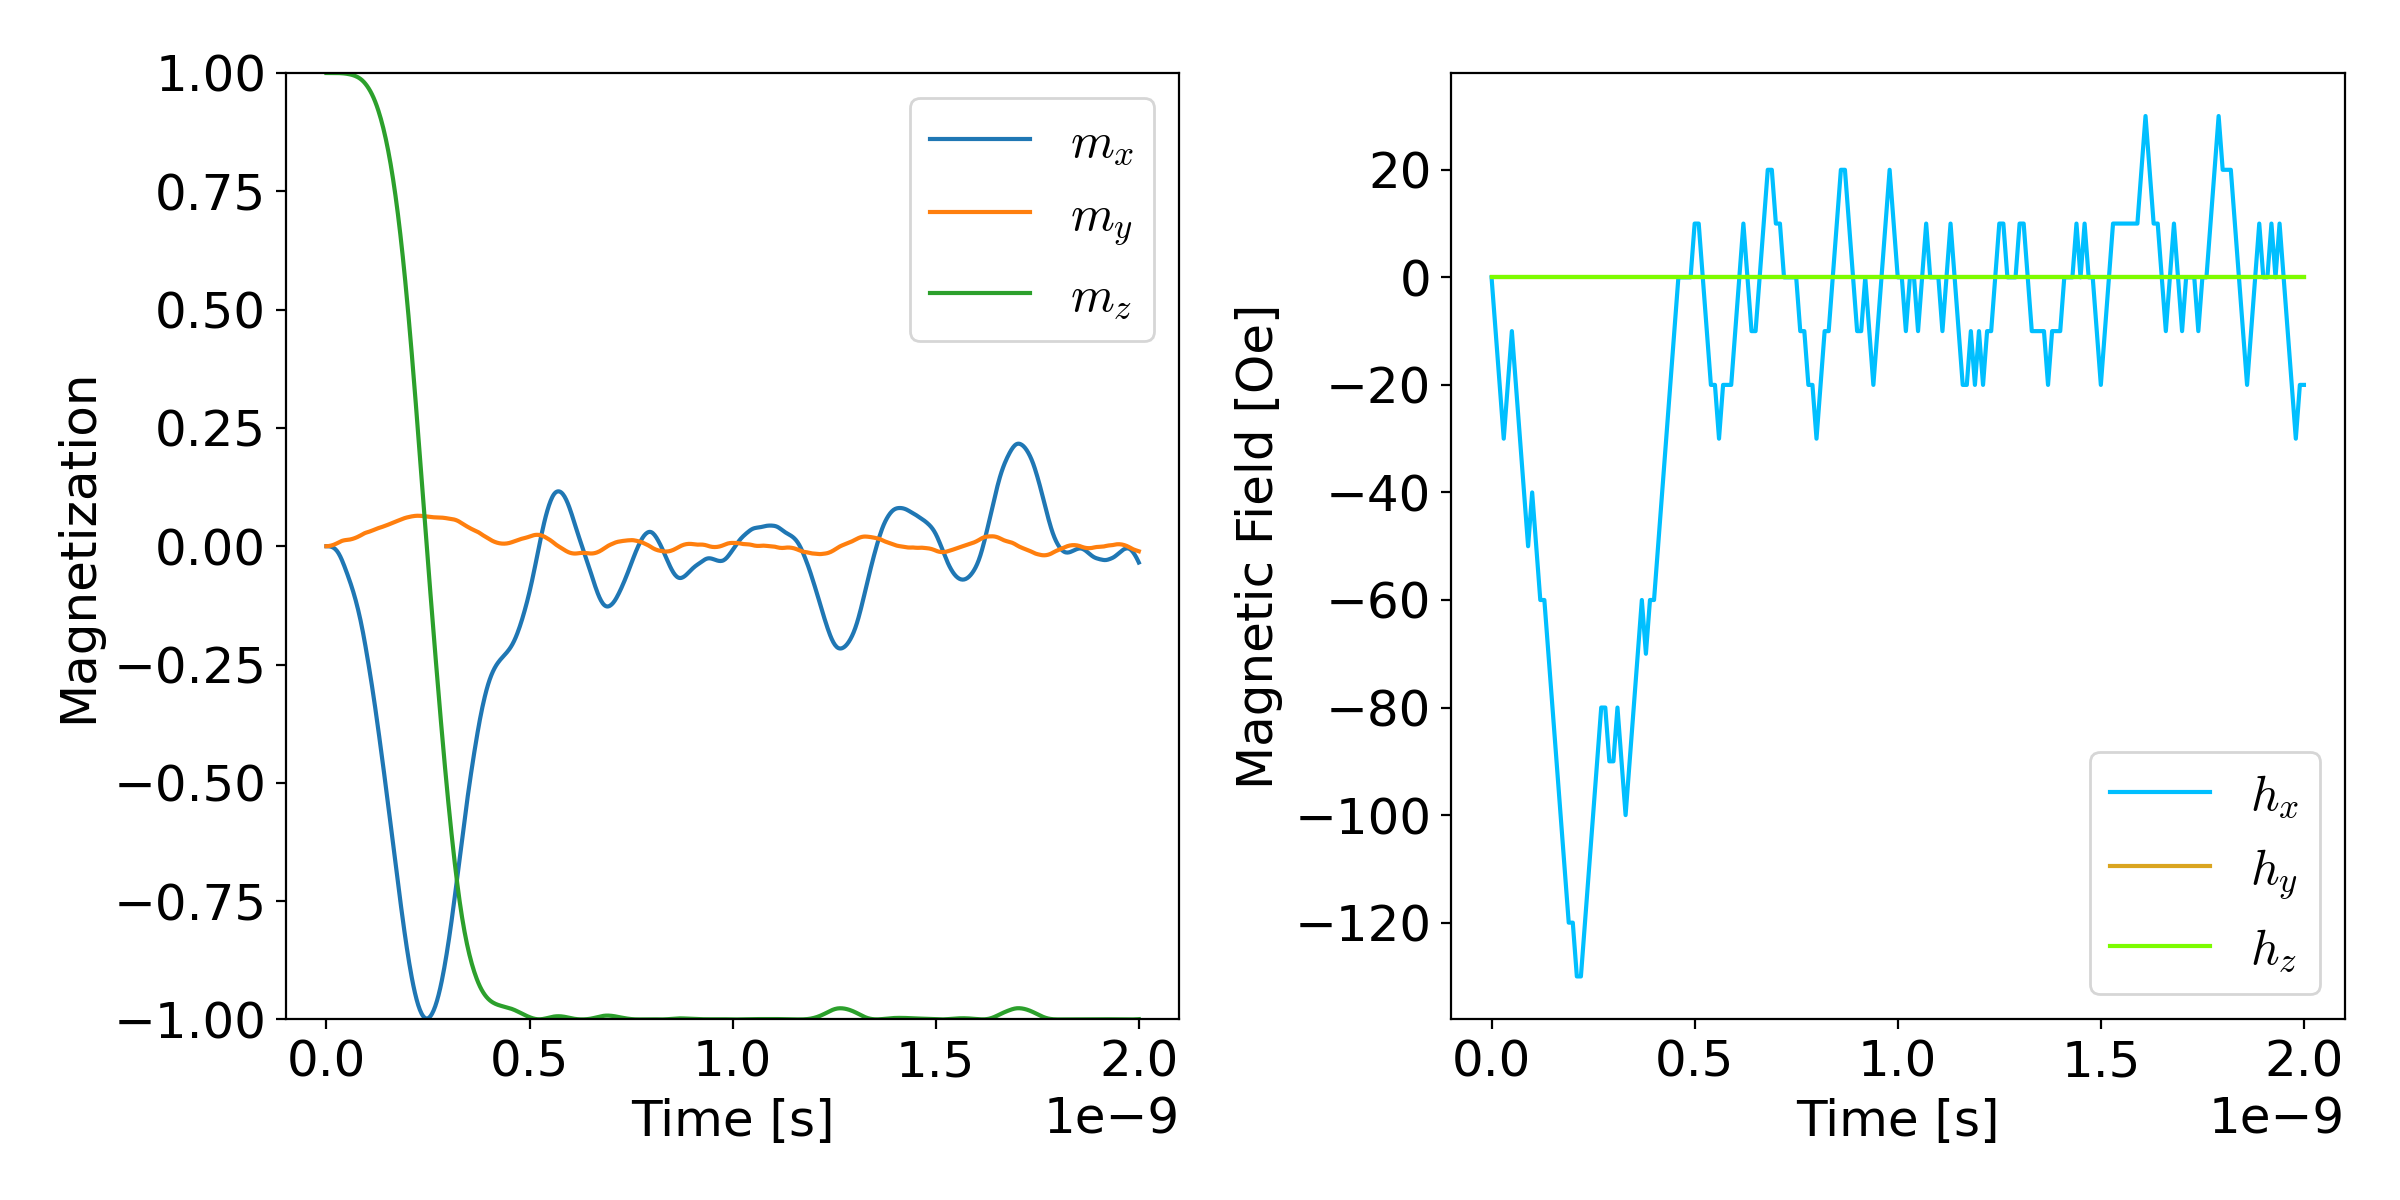 Magnetization
1.00
0.75
0.50
0.25
0.00
−0.25
−0.50
−0.75
−1.00
0.0 0.5 1.0 1.5 2.0
Time [s]
1e−9
m_x
m_y
m_z
Magnetic Field [Oe]
20
0
−20
−40
−60
−80
−100
−120
0.0 0.5 1.0 1.5 2.0
Time [s]
1e−9
h_x
h_y
h_z